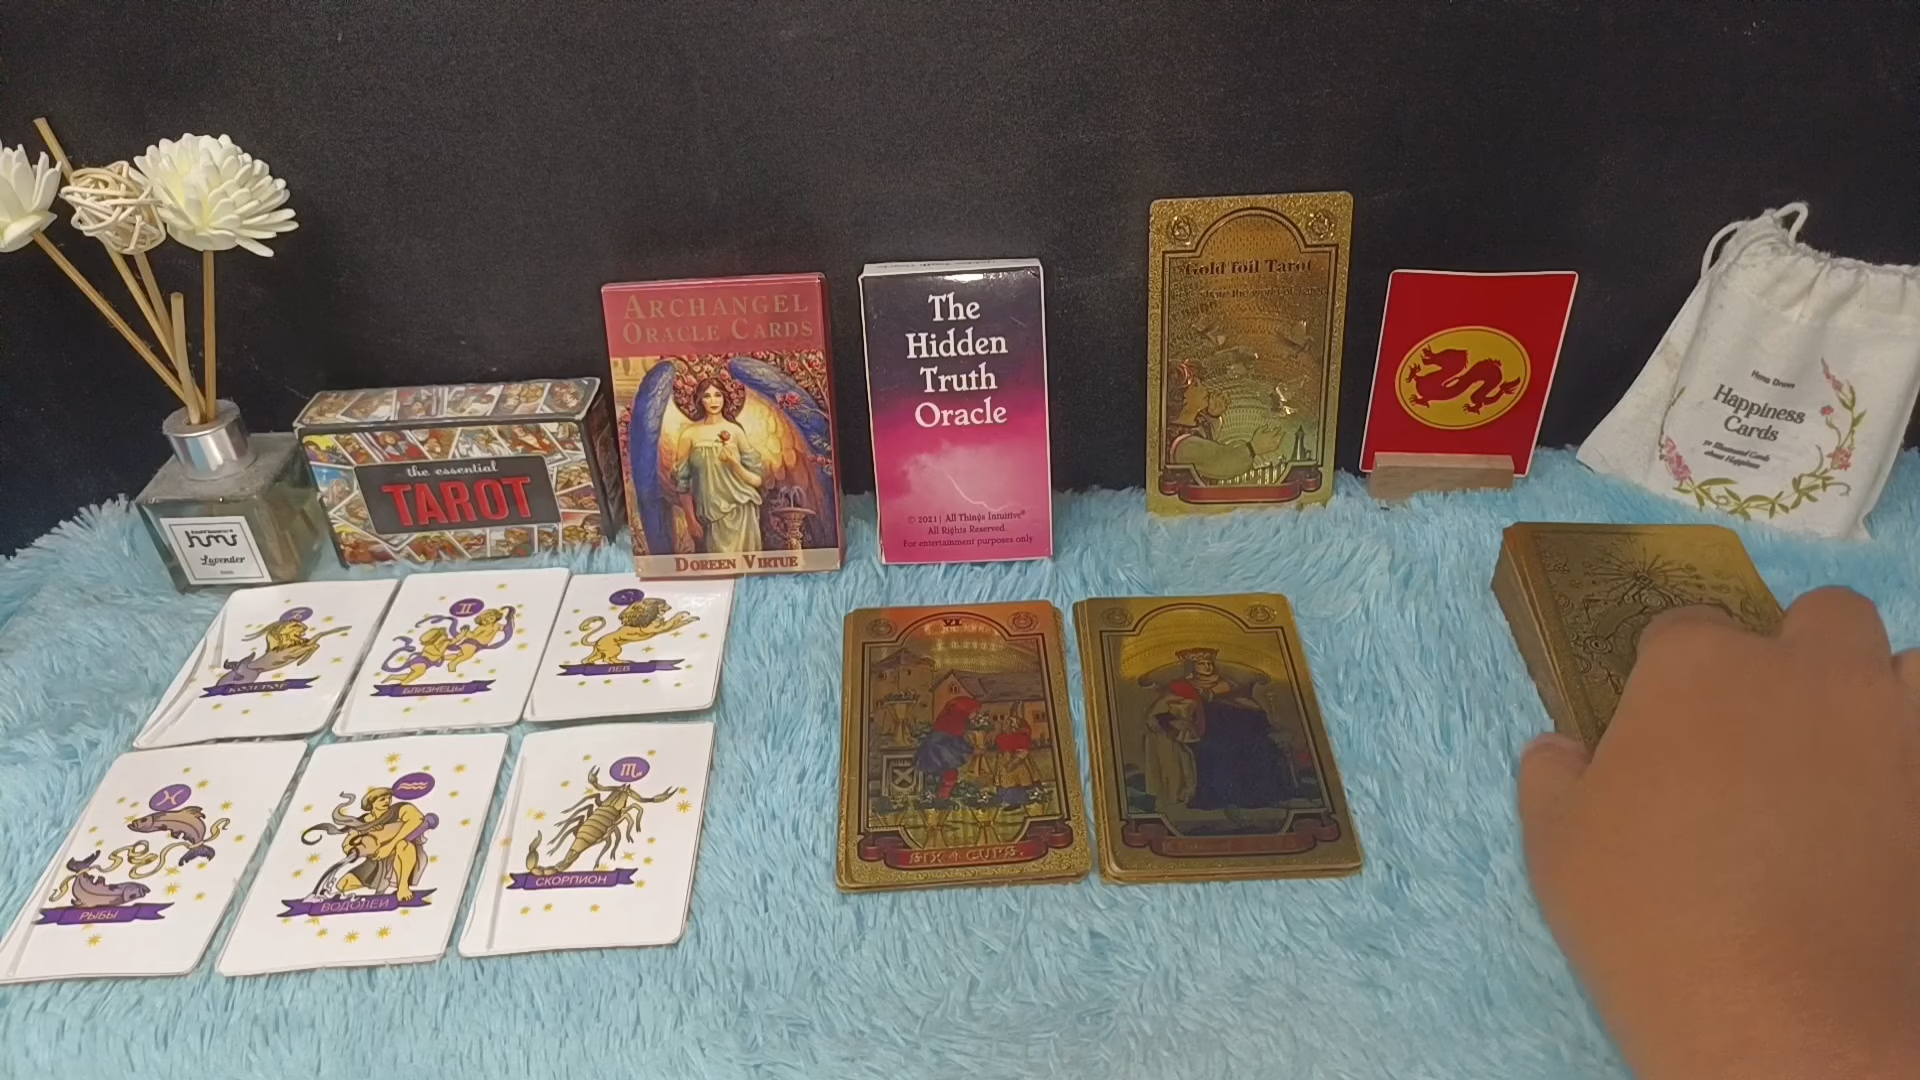 the essential
TAROT
ARCHANGEL
ORACLE CARDS
DOREEN VIRTUE
The
Hidden
Truth
Oracle
© 2021 | All Things Intuitive®
All Rights Reserved
For entertainment purposes only
Gold foil Tarot
Happiness
Cards
Lavender
КОЗЕРОГ
БЛИЗНЕЦЫ
ЛЕВ
РЫБЫ
ВОДОЛЕЙ
СКОРПИОН
VI
SIX of CUPS.